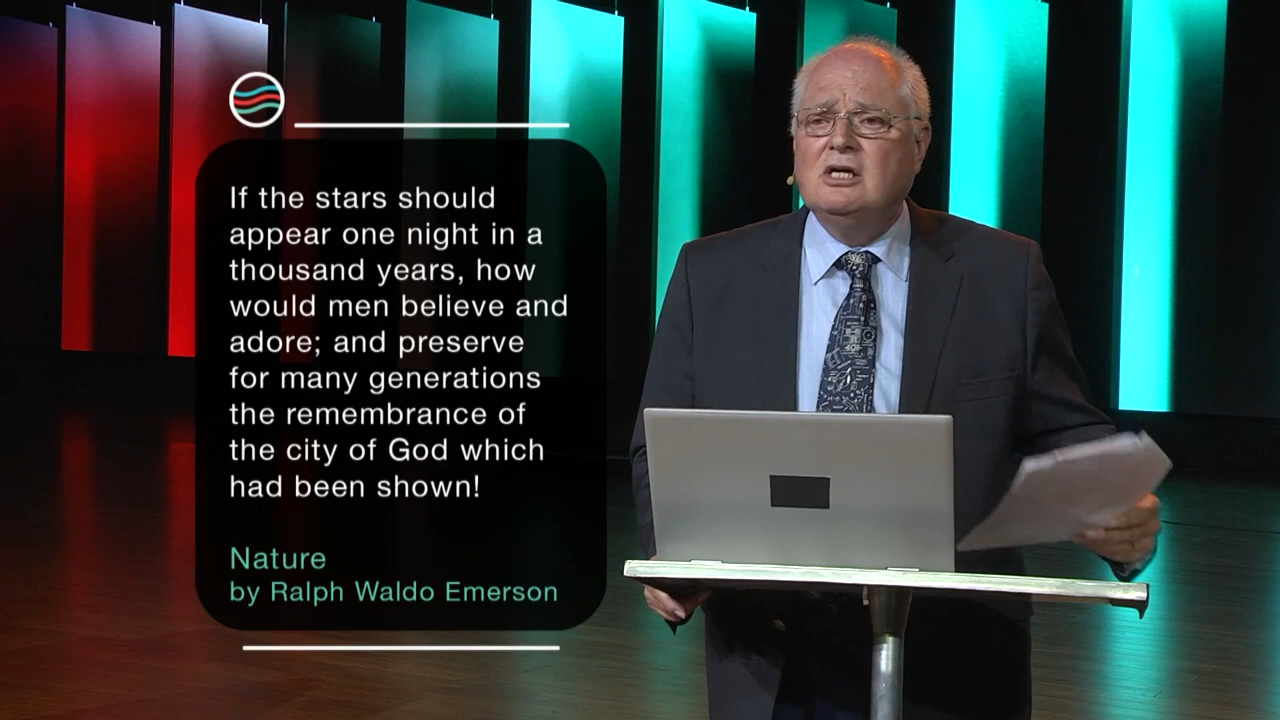 If the stars should
appear one night in a
thousand years, how
would men believe and
adore; and preserve
for many generations
the remembrance of
the city of God which
had been shown!
Nature
by Ralph Waldo Emerson